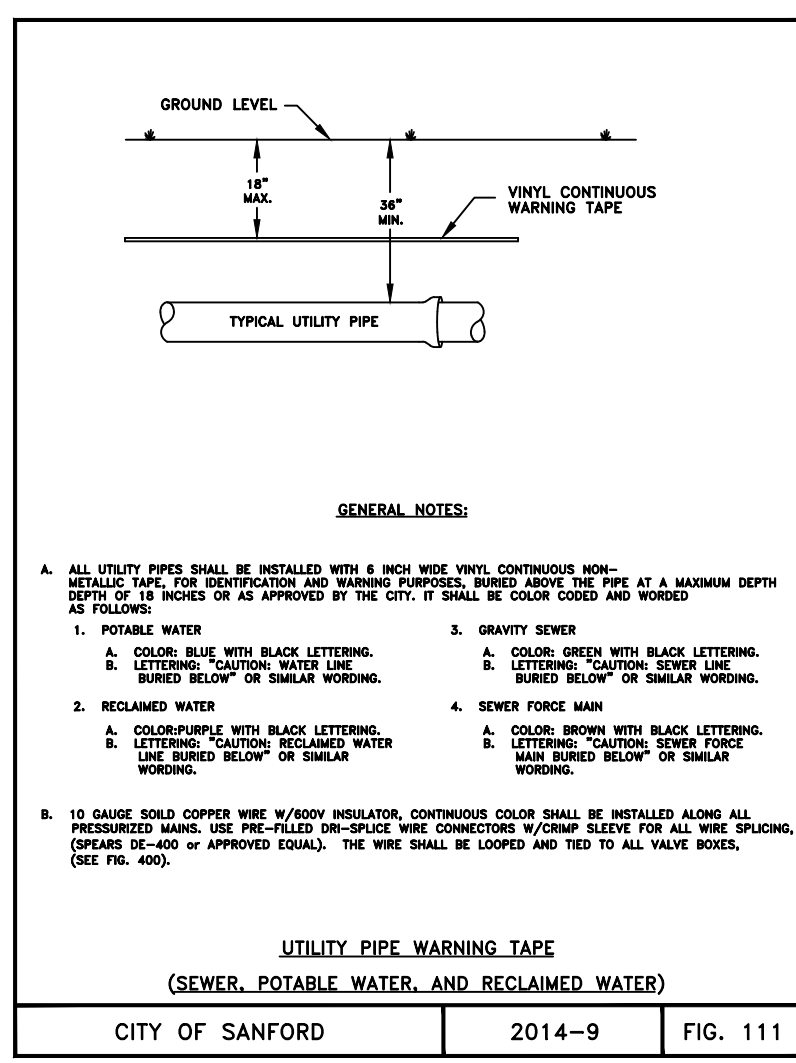 GROUND LEVEL
18"
MAX.
36"
MIN.
VINYL CONTINUOUS
WARNING TAPE
TYPICAL UTILITY PIPE
GENERAL NOTES:
A. ALL UTILITY PIPES SHALL BE INSTALLED WITH 6 INCH WIDE VINYL CONTINUOUS NON-
METALLIC TAPE, FOR IDENTIFICATION AND WARNING PURPOSES, BURIED ABOVE THE PIPE AT A MAXIMUM DEPTH
DEPTH OF 18 INCHES OR AS APPROVED BY THE CITY. IT SHALL BE COLOR CODED AND WORDED
AS FOLLOWS:
1. POTABLE WATER
A. COLOR: BLUE WITH BLACK LETTERING.
B. LETTERING: "CAUTION: WATER LINE
BURIED BELOW" OR SIMILAR WORDING.
2. RECLAIMED WATER
A. COLOR:PURPLE WITH BLACK LETTERING.
B. LETTERING: "CAUTION: RECLAIMED WATER
LINE BURIED BELOW" OR SIMILAR
WORDING.
3. GRAVITY SEWER
A. COLOR: GREEN WITH BLACK LETTERING.
B. LETTERING: "CAUTION: SEWER LINE
BURIED BELOW" OR SIMILAR WORDING.
4. SEWER FORCE MAIN
A. COLOR: BROWN WITH BLACK LETTERING.
B. LETTERING: "CAUTION: SEWER FORCE
MAIN BURIED BELOW" OR SIMILAR
WORDING.
B. 10 GAUGE SOILD COPPER WIRE W/600V INSULATOR, CONTINUOUS COLOR SHALL BE INSTALLED ALONG ALL
PRESSURIZED MAINS. USE PRE-FILLED DRI-SPLICE WIRE CONNECTORS W/CRIMP SLEEVE FOR ALL WIRE SPLICING,
(SPEARS DE-400 or APPROVED EQUAL). THE WIRE SHALL BE LOOPED AND TIED TO ALL VALVE BOXES,
(SEE FIG. 400).
UTILITY PIPE WARNING TAPE
(SEWER, POTABLE WATER, AND RECLAIMED WATER)
CITY OF SANFORD
2014-9
FIG. 111